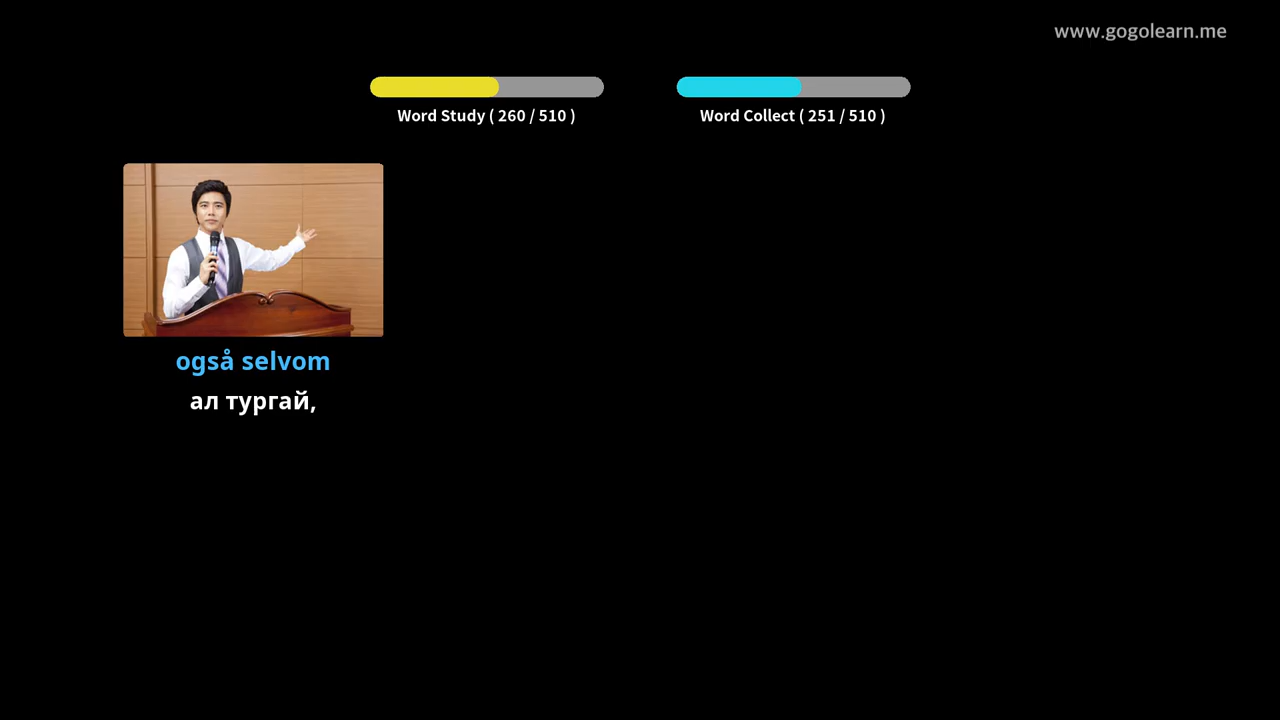 www.gogolearn.me
Word Study ( 260 / 510 )
Word Collect ( 251 / 510 )
også selvom
ал тургай,